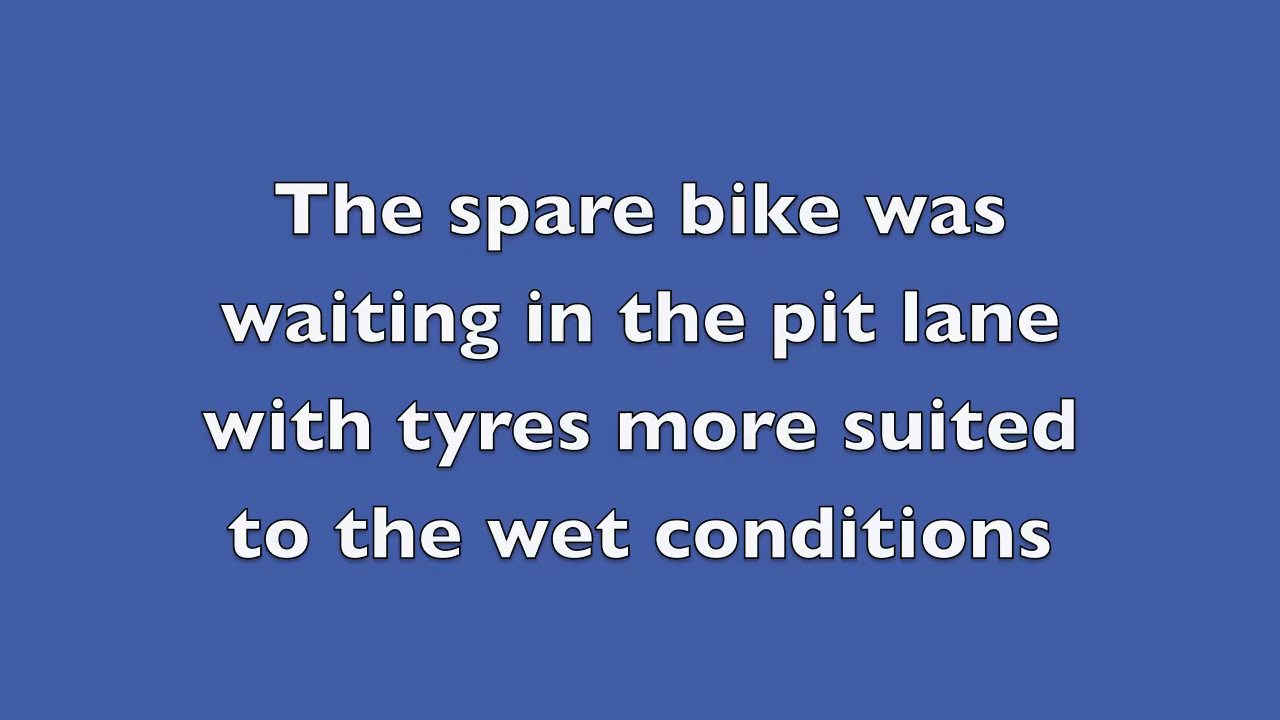 The spare bike was
waiting in the pit lane
with tyres more suited
to the wet conditions